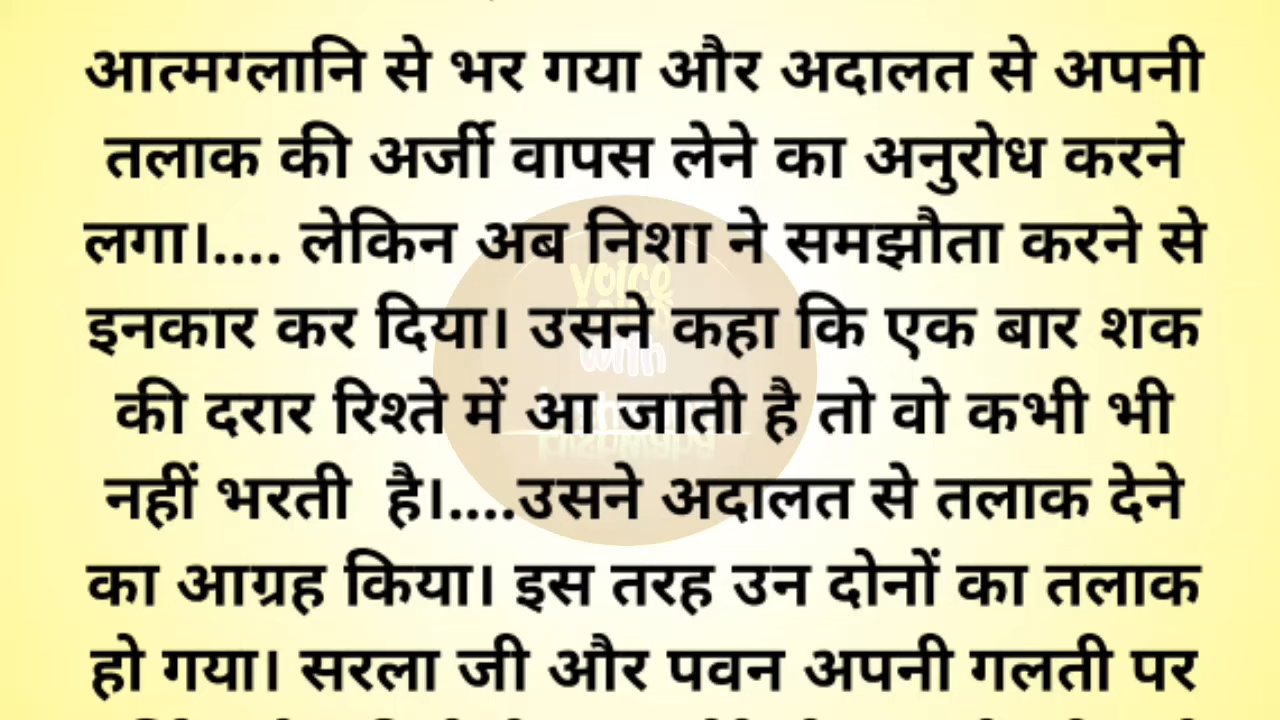 आत्मग्लानि से भर गया और अदालत से अपनी
तलाक की अर्जी वापस लेने का अनुरोध करने
लगा।.... लेकिन अब निशा ने समझौता करने से
इनकार कर दिया। उसने कहा कि एक बार शक
की दरार रिश्ते में आ जाती है तो वो कभी भी
नहीं भरती है।....उसने अदालत से तलाक देने
का आग्रह किया। इस तरह उन दोनों का तलाक
हो गया। सरला जी और पवन अपनी गलती पर
voice
with